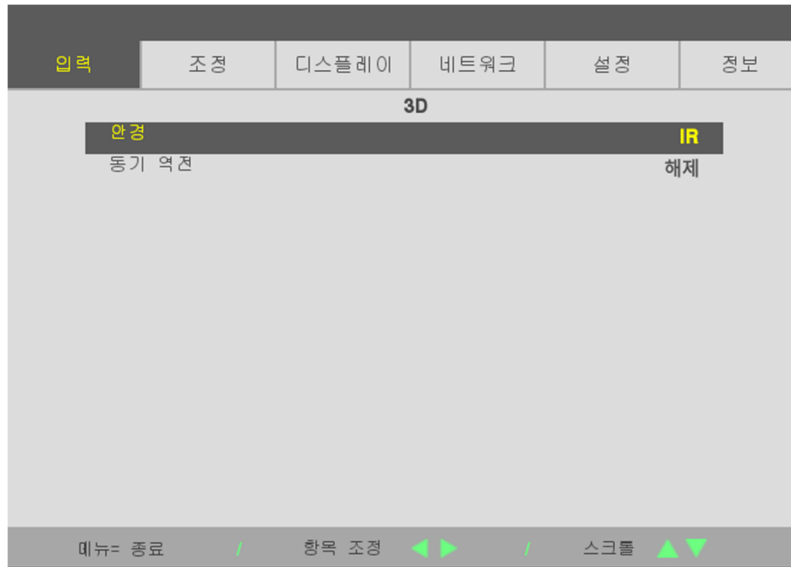 입력 조정 디스플레이 네트워크 설정 정보
3D
안경 IR
동기 역전 해제
메뉴= 종료 / 항목 조정 ◀ ▶ / 스크롤 ▲ ▼